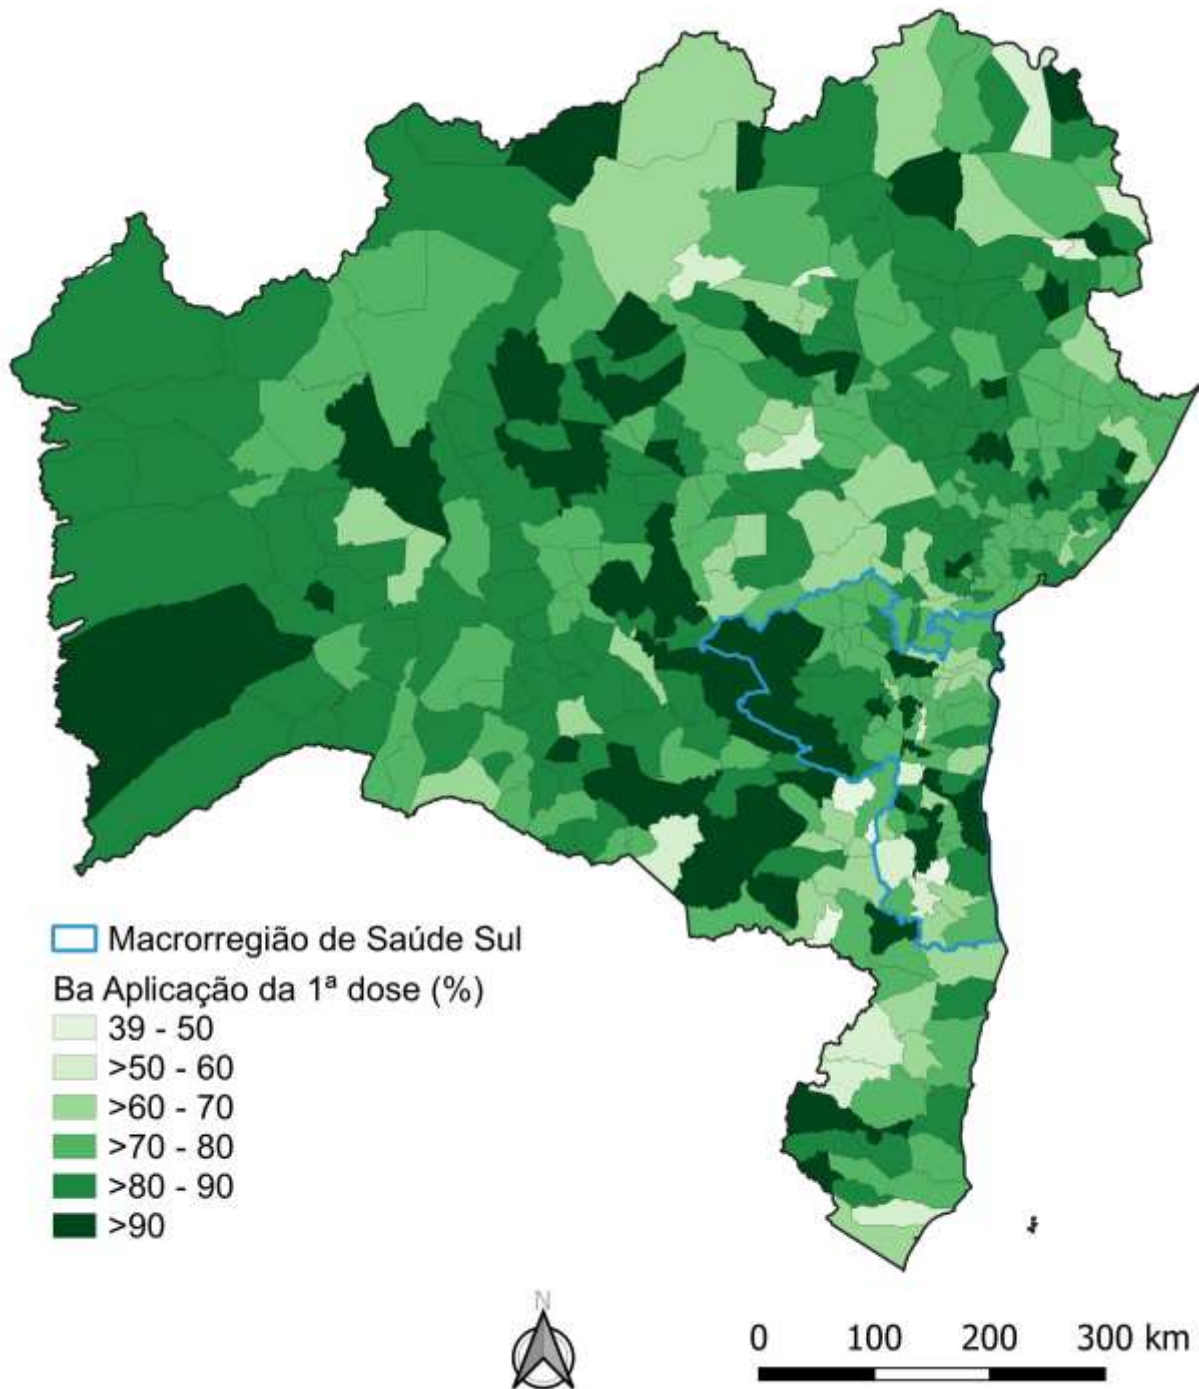 Macrorregião de Saúde Sul
Ba Aplicação da 1ª dose (%)
39 - 50
>50 - 60
>60 - 70
>70 - 80
>80 - 90
>90
N
0 100 200 300 km